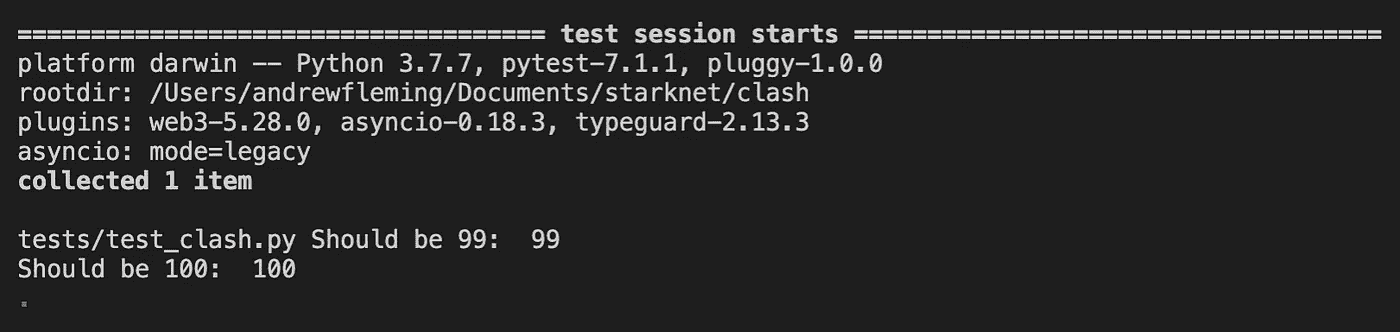 ==================================== test session starts ====================================
platform darwin -- Python 3.7.7, pytest-7.1.1, pluggy-1.0.0
rootdir: /Users/andrewfleming/Documents/starknet/clash
plugins: web3-5.28.0, asyncio-0.18.3, typeguard-2.13.3
asyncio: mode=legacy
collected 1 item
tests/test_clash.py Should be 99:  99
Should be 100:  100
.